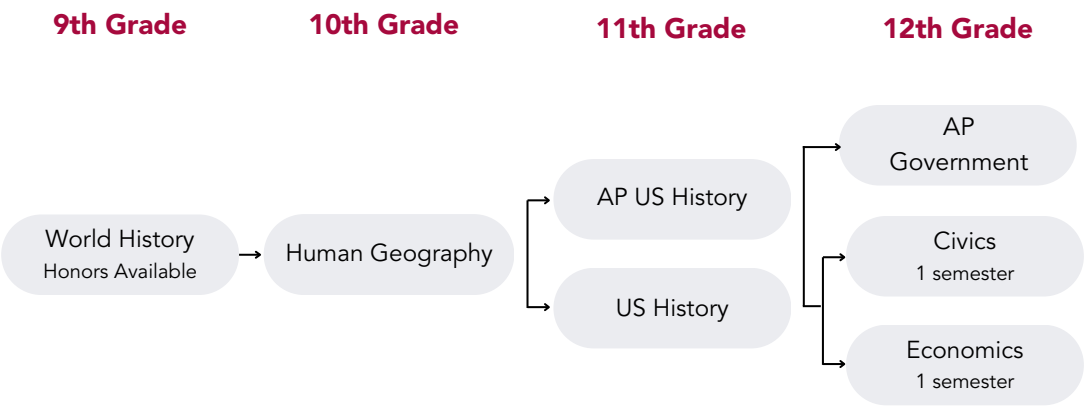 9th Grade
10th Grade
11th Grade
12th Grade
World History
Honors Available
Human Geography
AP US History
US History
AP
Government
Civics
1 semester
Economics
1 semester